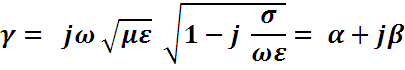 γ = jω √(με) √(1 − j σ/(ωε)) = α + jβ